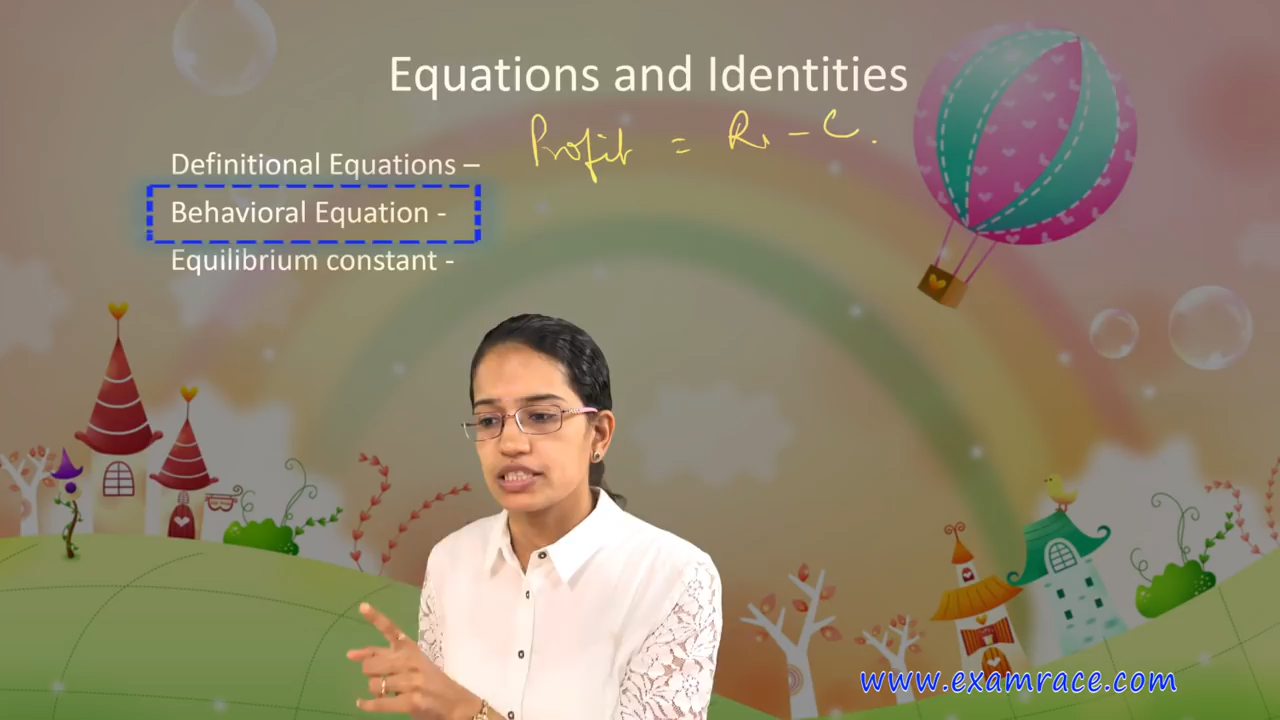 Equations and Identities
Profit = R - C.
Definitional Equations –
Behavioral Equation -
Equilibrium constant -
www.examrace.com